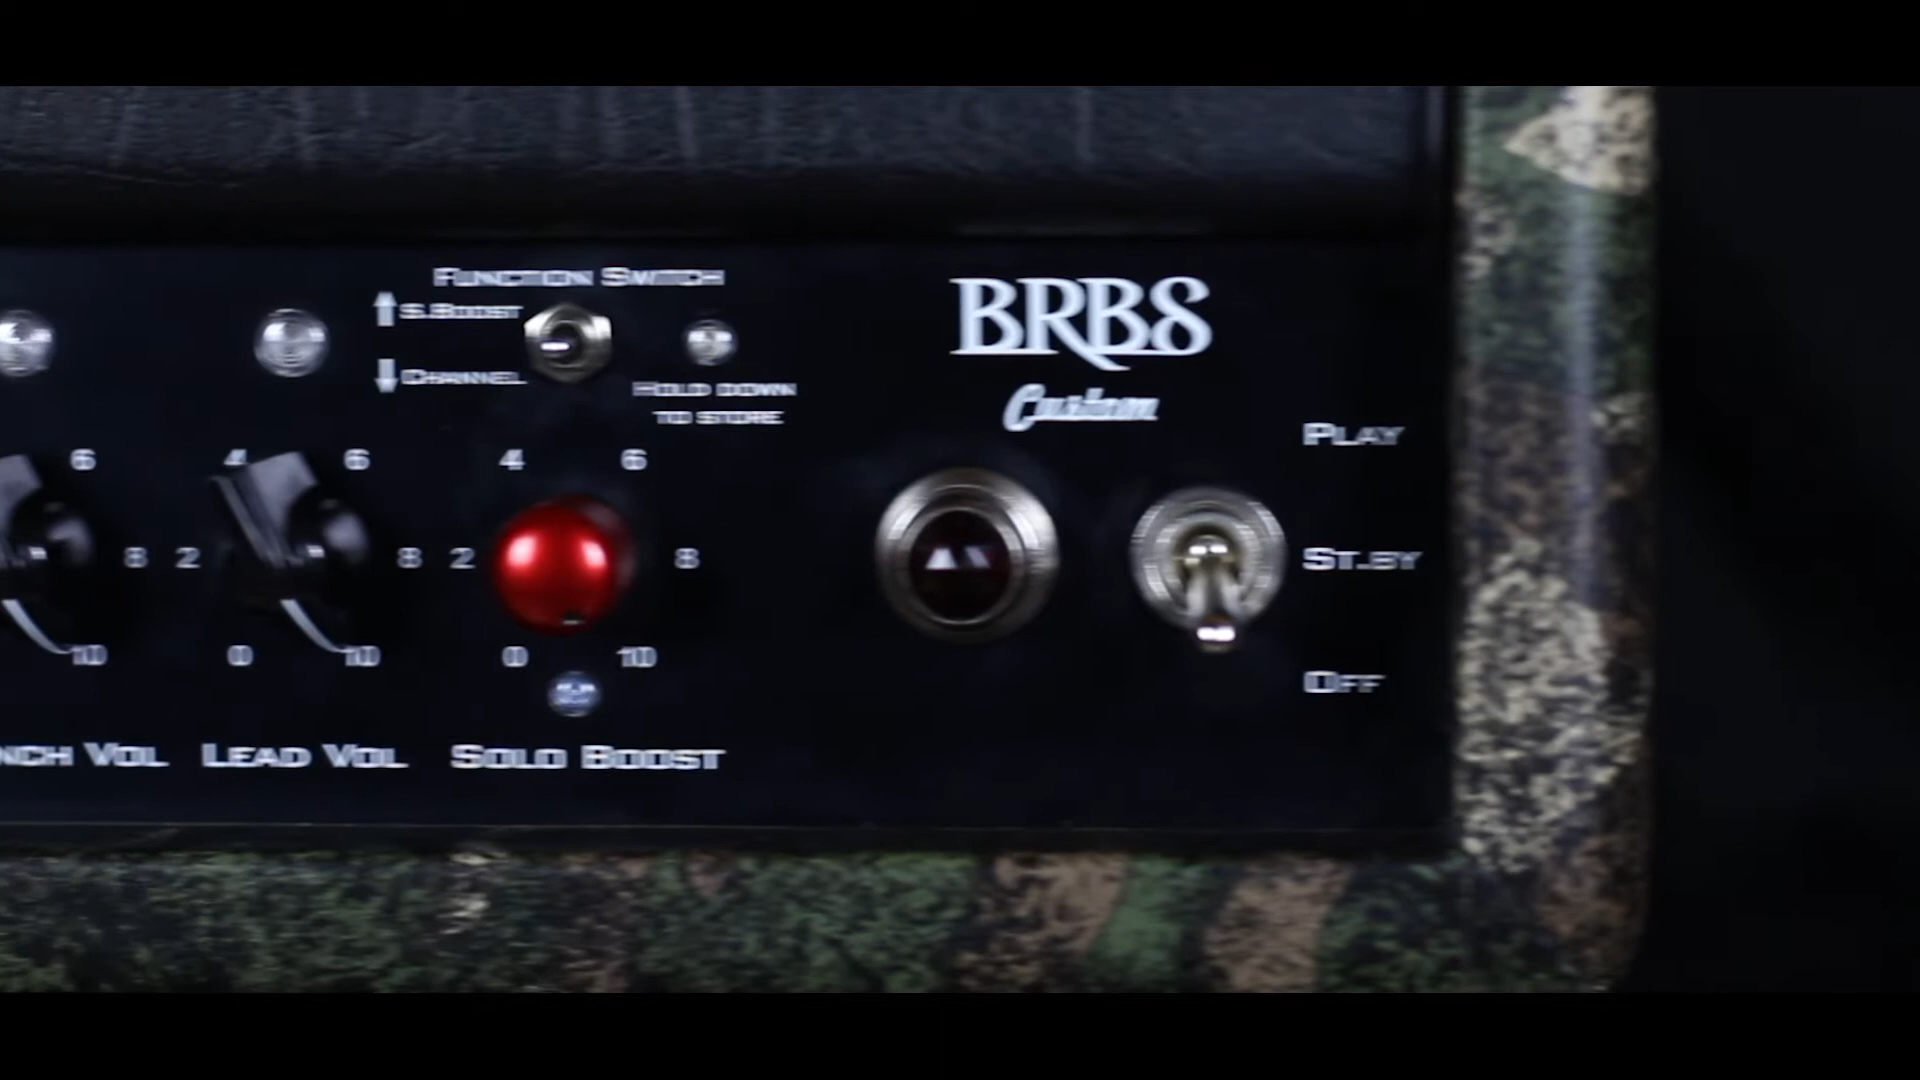 FUNCTION SWITCH
S.BOOST
CHANNEL
HOLD DOWN
TO STORE
BRBS
Custom
PLAY
ST.BY
OFF
6
4 6
4 6
8
2 8
2 8
10
0 10
0 10
VOL
LEAD VOL
SOLO BOOST